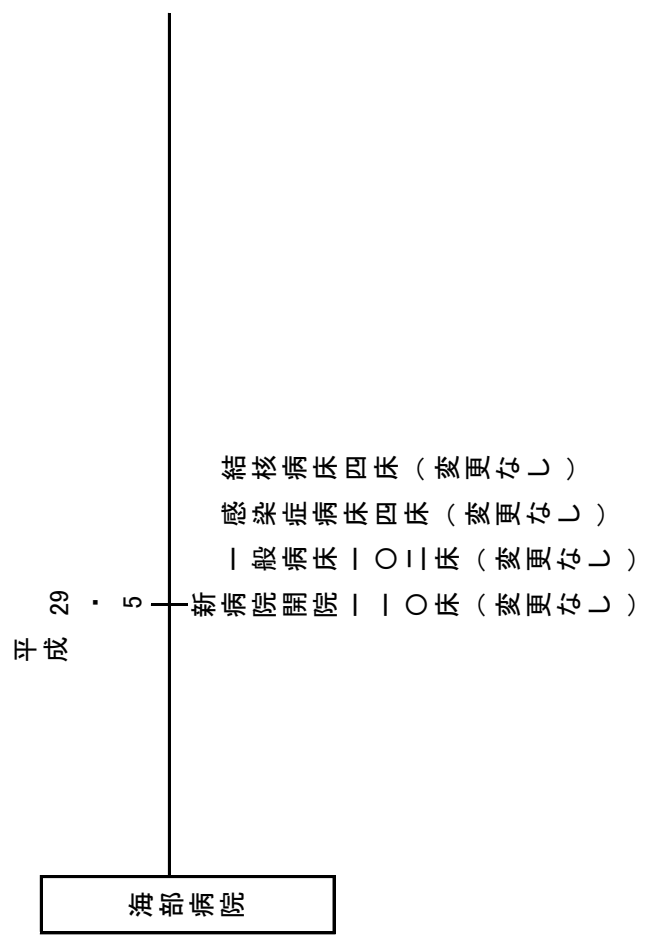 海部病院
平成
29・5
新病院開院一一〇床（変更なし）
一般病床一〇二床（変更なし）
感染症病床四床（変更なし）
結核病床四床（変更なし）